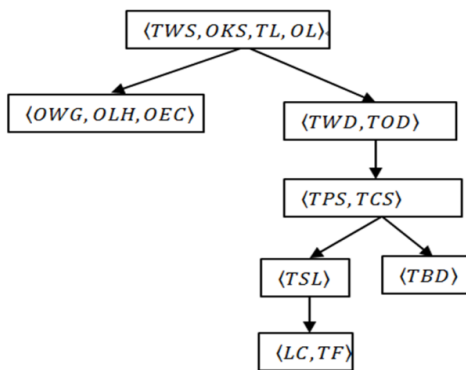 ⟨TWS,OKS,TL,OL⟩
⟨OWG,OLH,OEC⟩
⟨TWD,TOD⟩
⟨TPS,TCS⟩
⟨TSL⟩
⟨TBD⟩
⟨LC,TF⟩